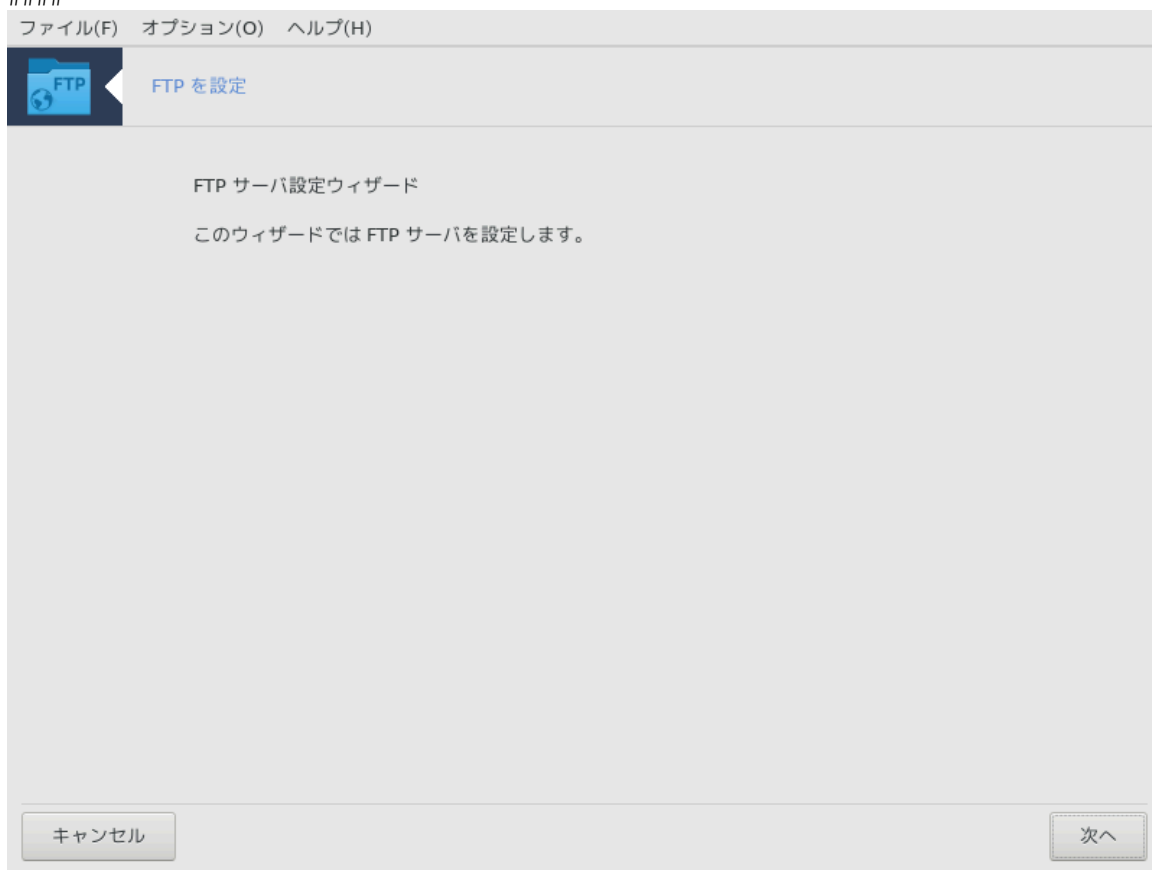 ファイル(F) オプション(O) ヘルプ(H)
FTP
FTP を設定
FTP サーバ設定ウィザード
このウィザードでは FTP サーバを設定します。
キャンセル
次へ